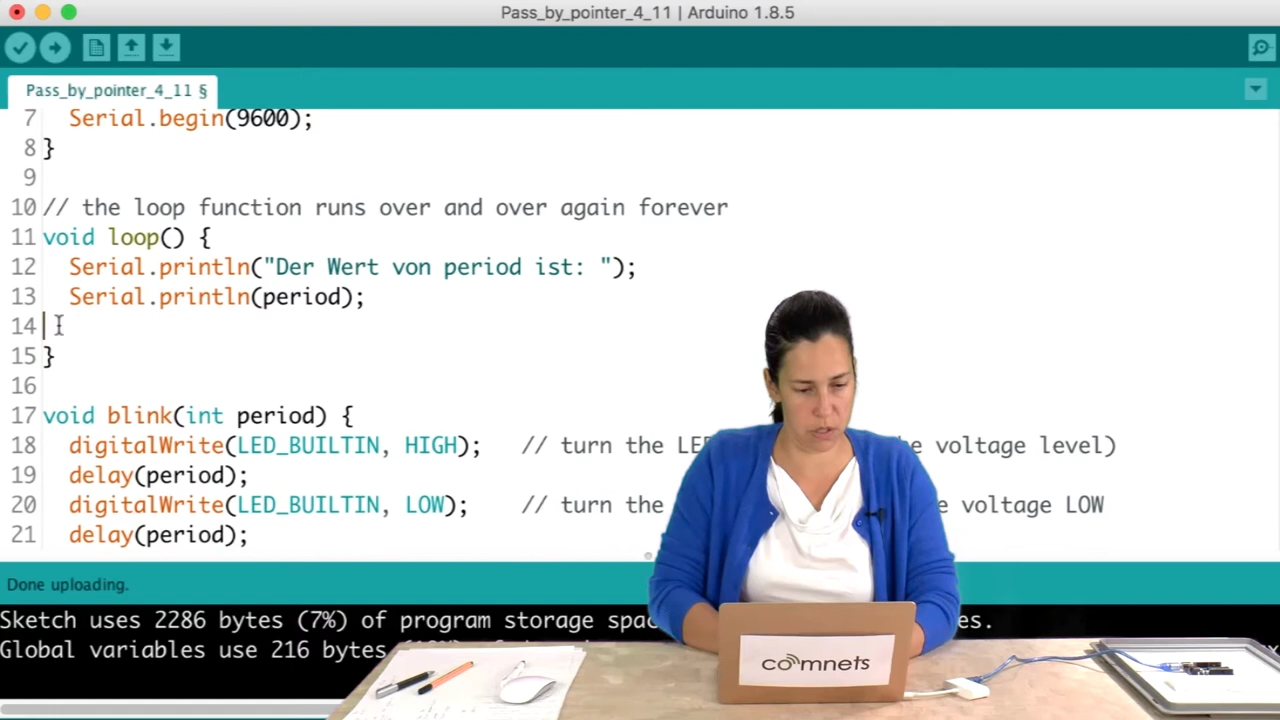 Pass_by_pointer_4_11 | Arduino 1.8.5
Pass_by_pointer_4_11 §
7 Serial.begin(9600);
8 }
9
10 // the loop function runs over and over again forever
11 void loop() {
12 Serial.println("Der Wert von period ist: ");
13 Serial.println(period);
14
15 }
16
17 void blink(int period) {
18 digitalWrite(LED_BUILTIN, HIGH); // turn the voltage level)
19 delay(period);
20 digitalWrite(LED_BUILTIN, LOW); // turn the voltage LOW
21 delay(period);
Done uploading.
Sketch uses 2286 bytes (7%) of program storage
Global variables use 216 bytes
comnets